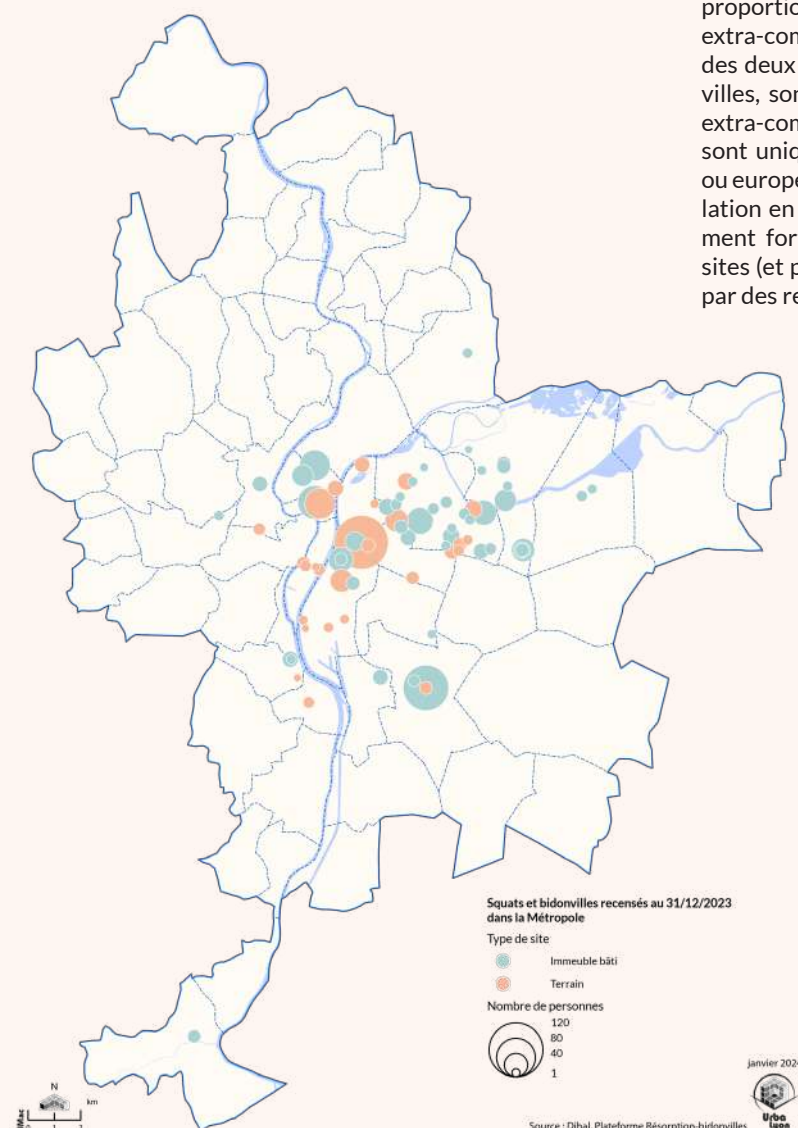 proportio
extra-com
des deux
villes, son
extra-com
sont uniq
ou europé
lation en
ment for
sites (et p
par des re
Squats et bidonvilles recensés au 31/12/2023
dans la Métropole
Type de site
Immeuble bâti
Terrain
Nombre de personnes
120
80
40
1
janvier 2024
N
km
Source : Dihal, Plateforme Résorption-bidonvilles
Urba
Lyon